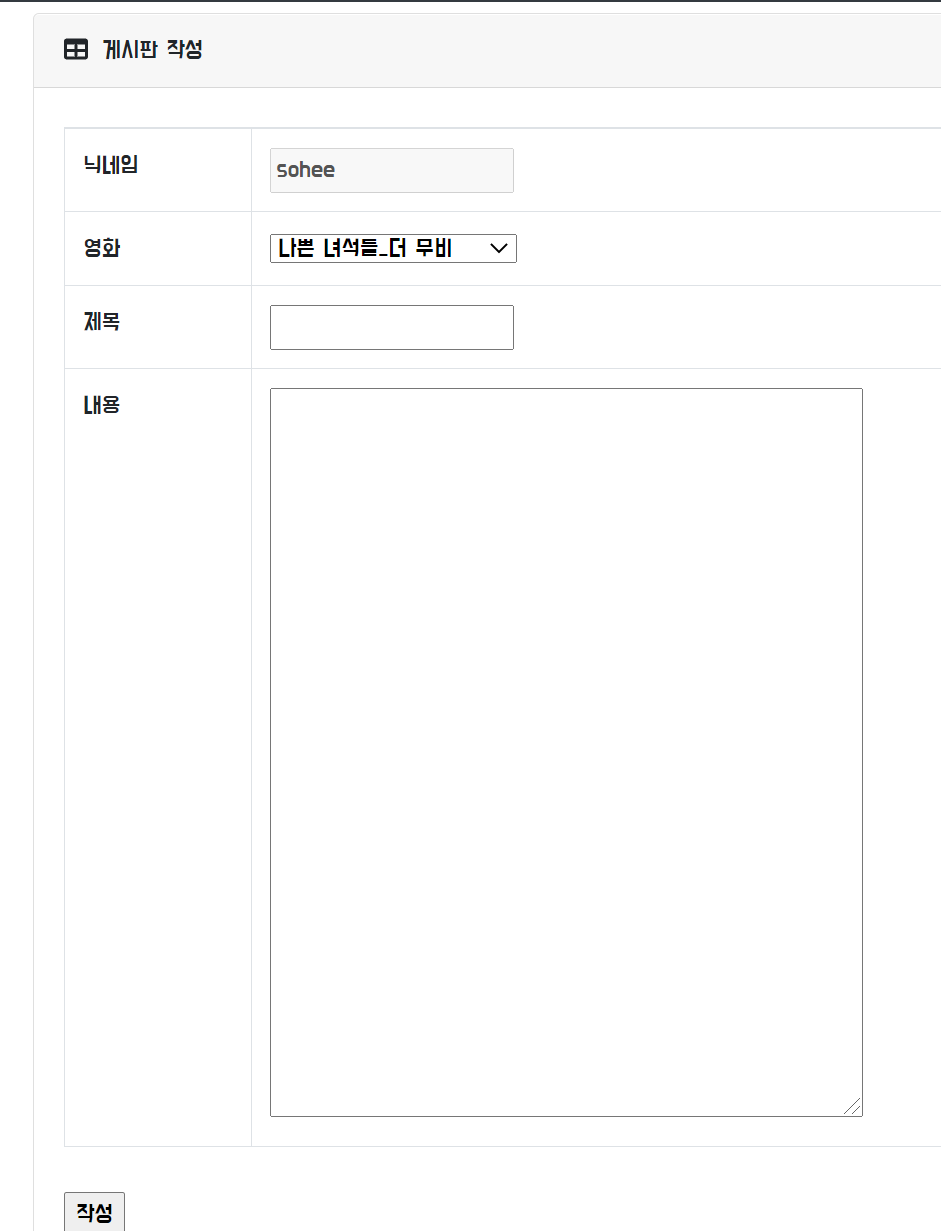 게시판 작성
닉네임
sohee
영화
나쁜 녀석들_더 무비
제목
내용
작성